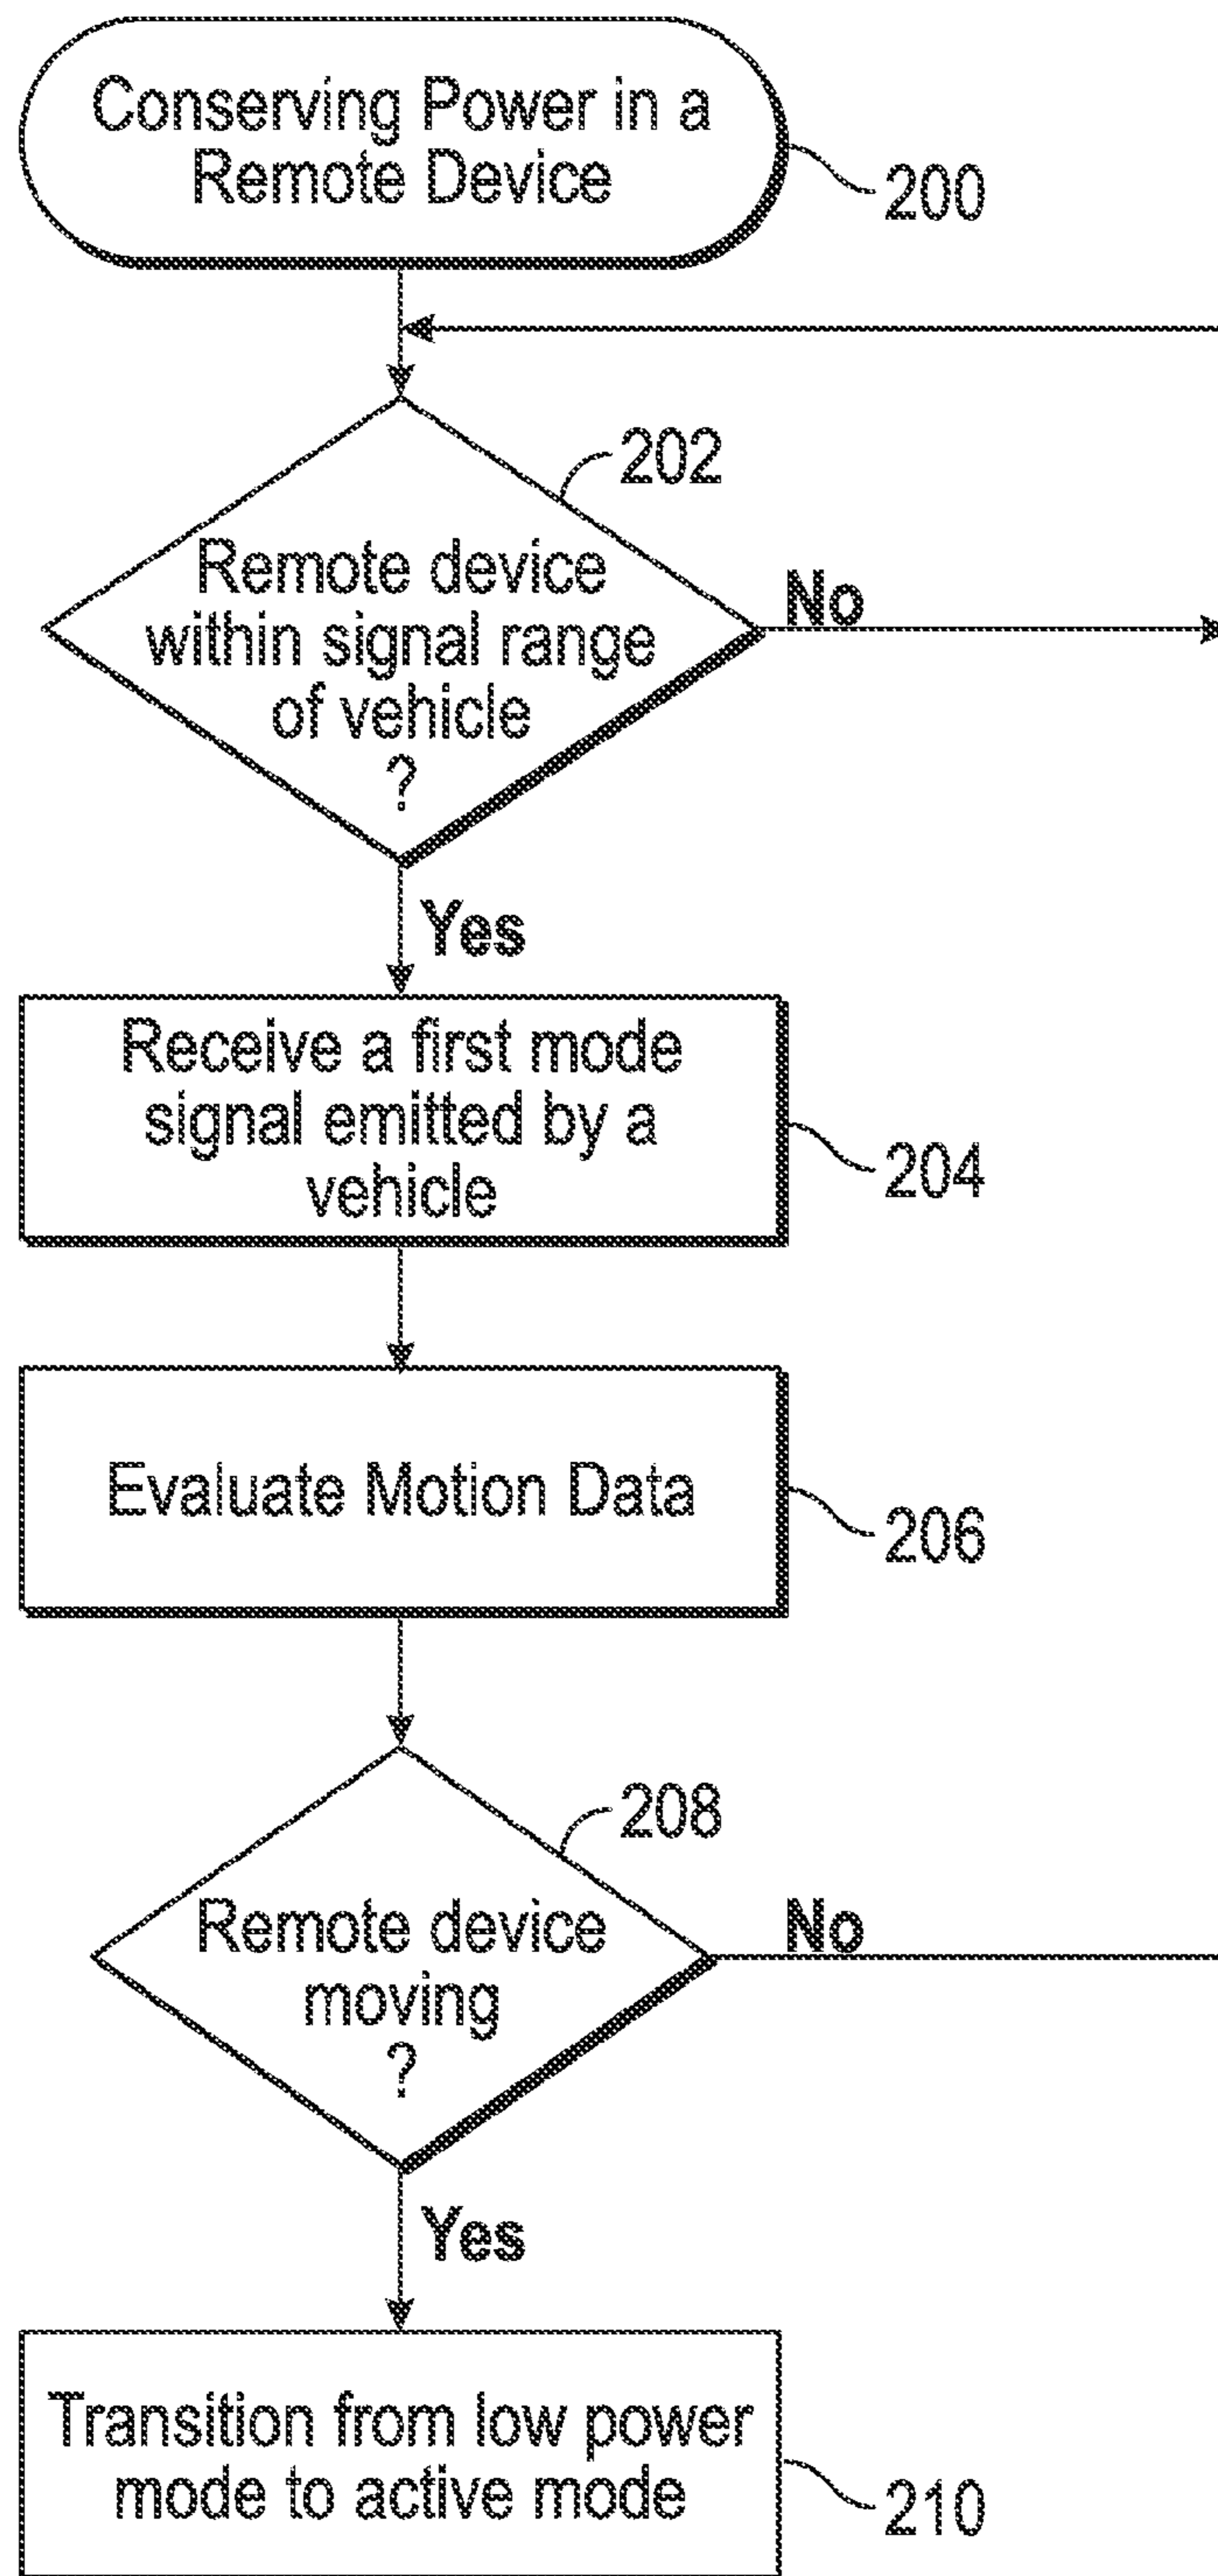 Conserving Power in a
Remote Device
200
202
Remote device
within signal range
of vehicle
?
No
Yes
Receive a first mode
signal emitted by a
vehicle
204
Evaluate Motion Data
206
208
Remote device
moving
?
No
Yes
Transition from low power
mode to active mode
210